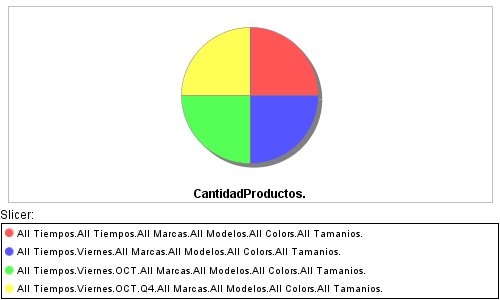 CantidadProductos.
Slicer:
All Tiempos.All Tiempos.All Marcas.All Modelos.All Colors.All Tamanios.
All Tiempos.Viernes.All Marcas.All Modelos.All Colors.All Tamanios.
All Tiempos.Viernes.OCT.All Marcas.All Modelos.All Colors.All Tamanios.
All Tiempos.Viernes.OCT.Q4.All Marcas.All Modelos.All Colors.All Tamanios.